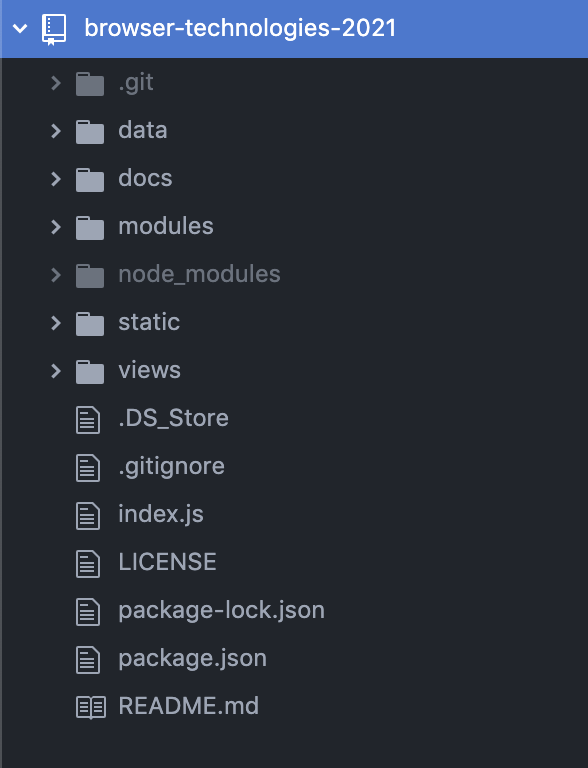 browser-technologies-2021
.git
data
docs
modules
node_modules
static
views
.DS_Store
.gitignore
index.js
LICENSE
package-lock.json
package.json
README.md